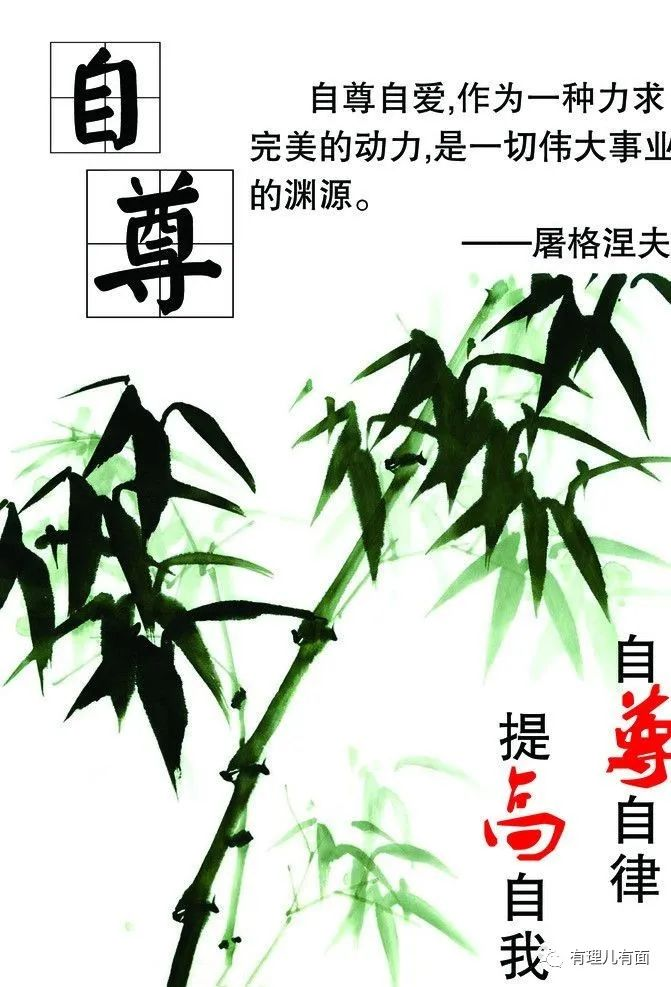 自尊
自尊自爱,作为一种力求
完美的动力,是一切伟大事业
的渊源。
——屠格涅夫
自尊自律
提高自我
有理儿有面